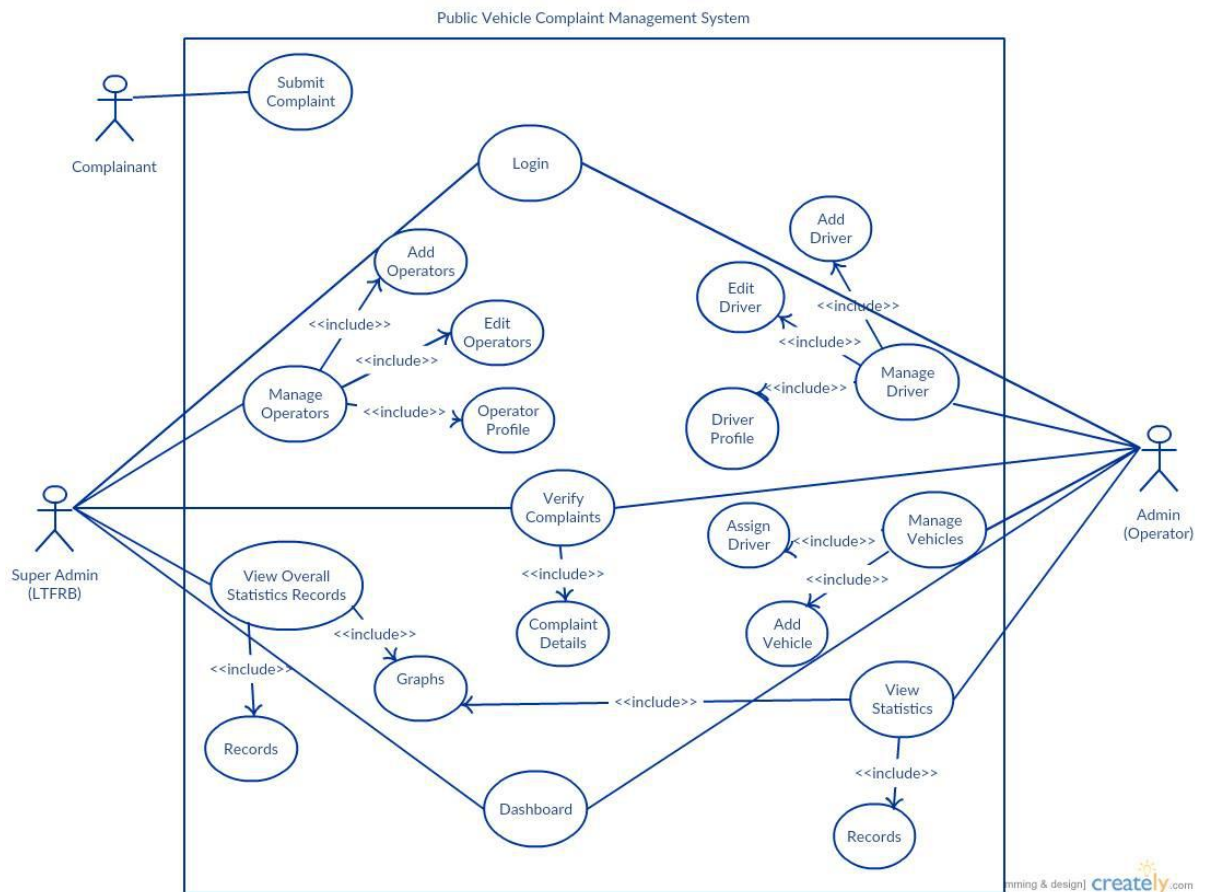 Public Vehicle Complaint Management System
Submit
Complaint
Complainant
Login
Add
Driver
Add
Operators
Edit
Driver
<<include>>
<<include>>
Edit
Operators
<<include>>
<<include>>
Manage
Operators
<<include>>
Operator
Profile
Manage
Driver
<<include>>
Driver
Profile
Verify
Complaints
Assign
Driver
<<include>>
Manage
Vehicles
Admin
(Operator)
Super Admin
(LTFRB)
View Overall
Statistics Records
<<include>>
<<include>>
Complaint
Details
Add
Vehicle
<<include>>
<<include>>
Graphs
<<include>>
View
Statistics
Records
<<include>>
Dashboard
Records
mming & design] creately.com